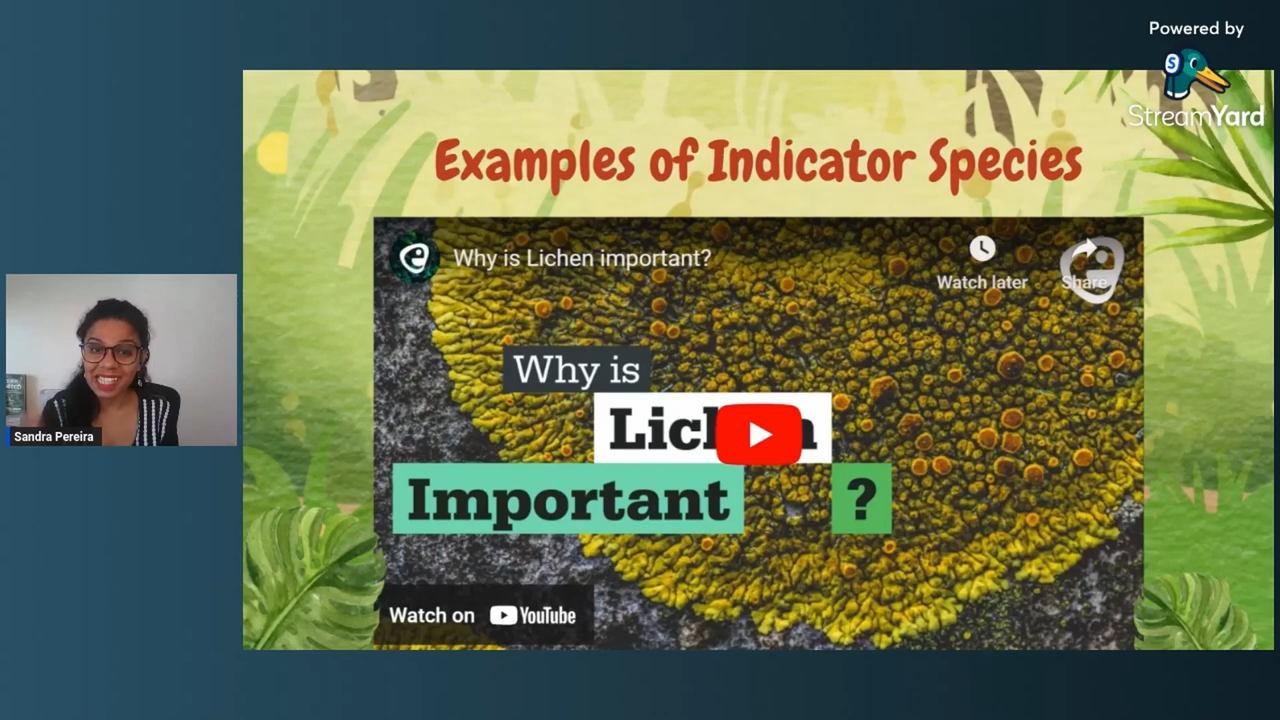 Powered by
StreamYard
Examples of Indicator Species
Why is Lichen important?
Watch later
Share
Why is
Important
?
Watch on YouTube
Sandra Pereira